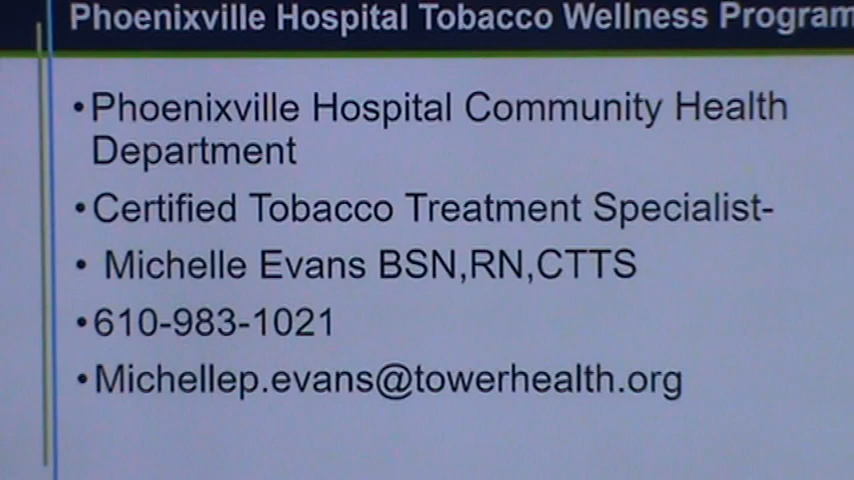 Phoenixville Hospital Tobacco Wellness Program
•Phoenixville Hospital Community Health
Department
•Certified Tobacco Treatment Specialist-
• Michelle Evans BSN,RN,CTTS
•610-983-1021
•Michellep.evans@towerhealth.org